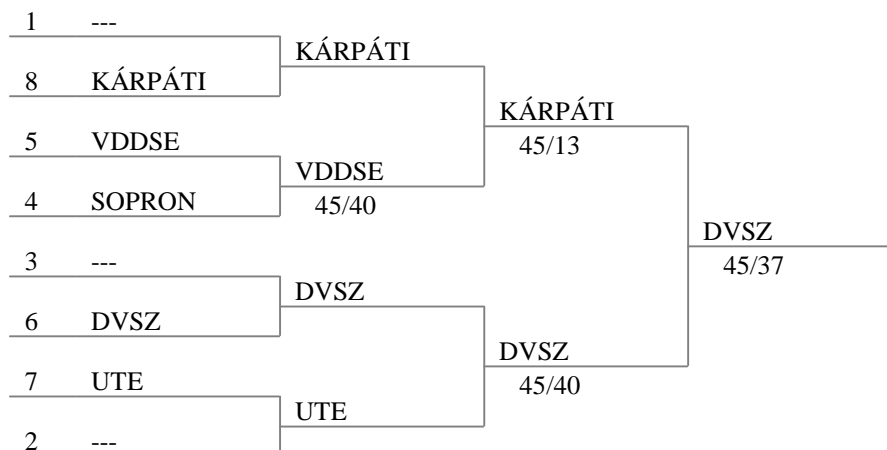 1 ---
KÁRPÁTI
8 KÁRPÁTI
KÁRPÁTI
45/13
5 VDDSE
VDDSE
45/40
4 SOPRON
DVSZ
45/37
3 ---
DVSZ
6 DVSZ
DVSZ
45/40
7 UTE
UTE
2 ---